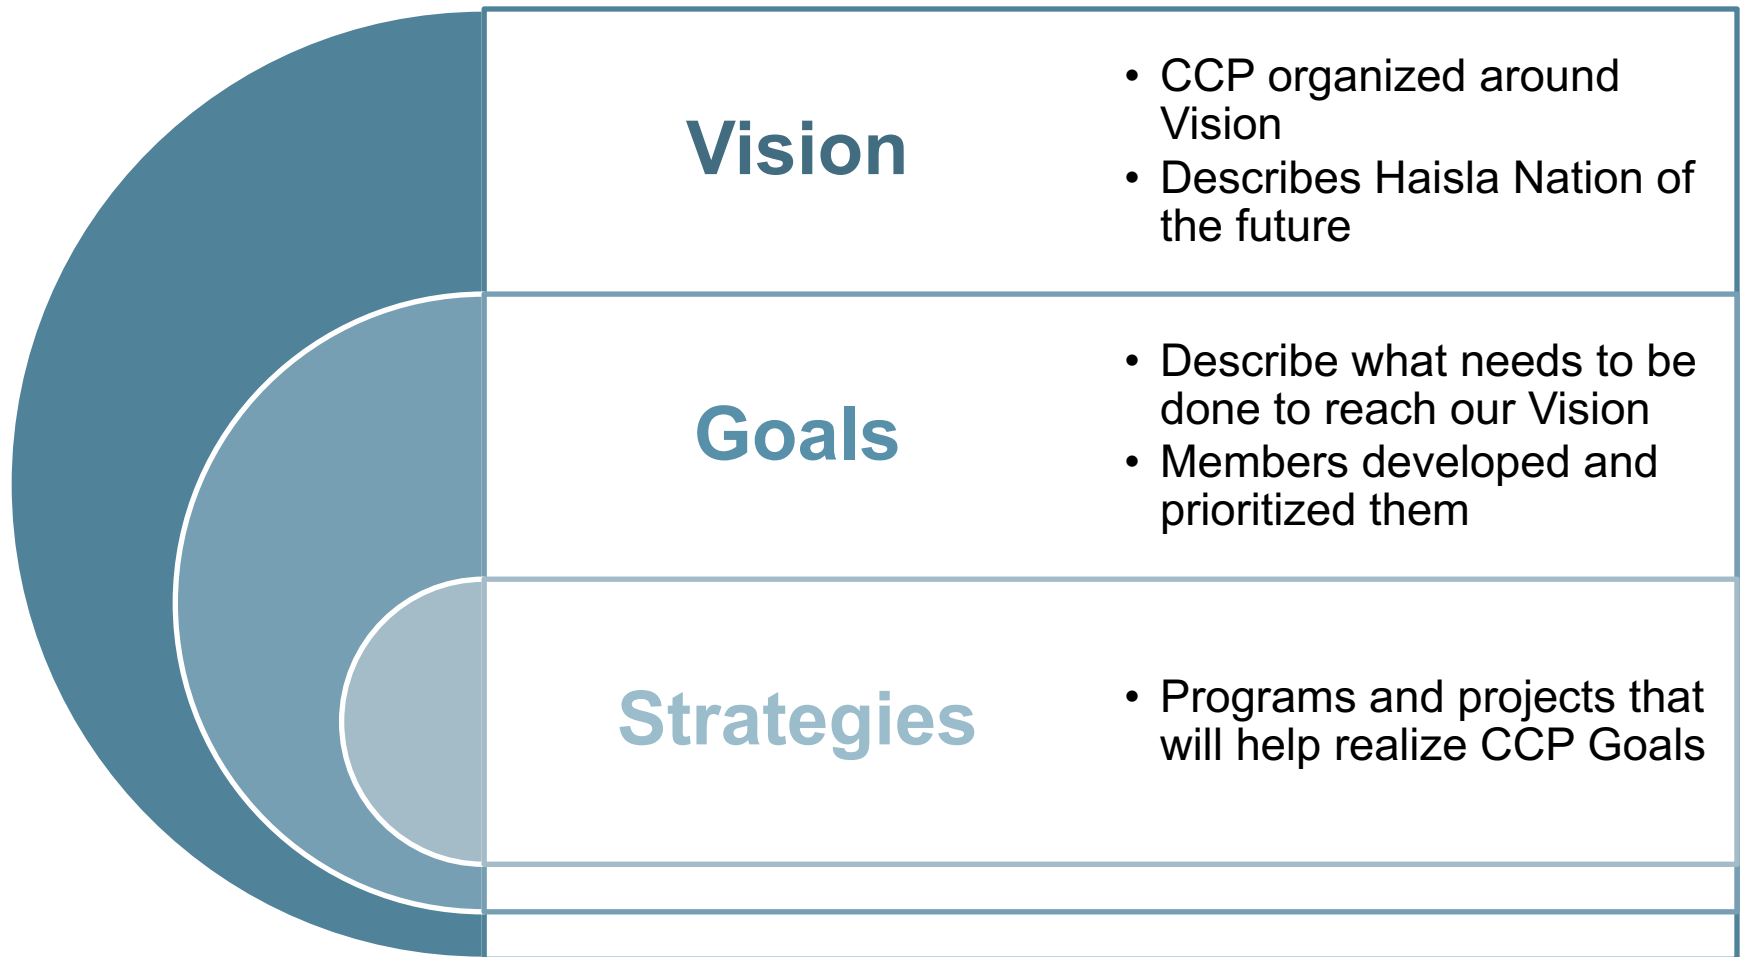 Vision
• CCP organized around
Vision
• Describes Haisla Nation of
the future
Goals
• Describe what needs to be
done to reach our Vision
• Members developed and
prioritized them
Strategies
• Programs and projects that
will help realize CCP Goals